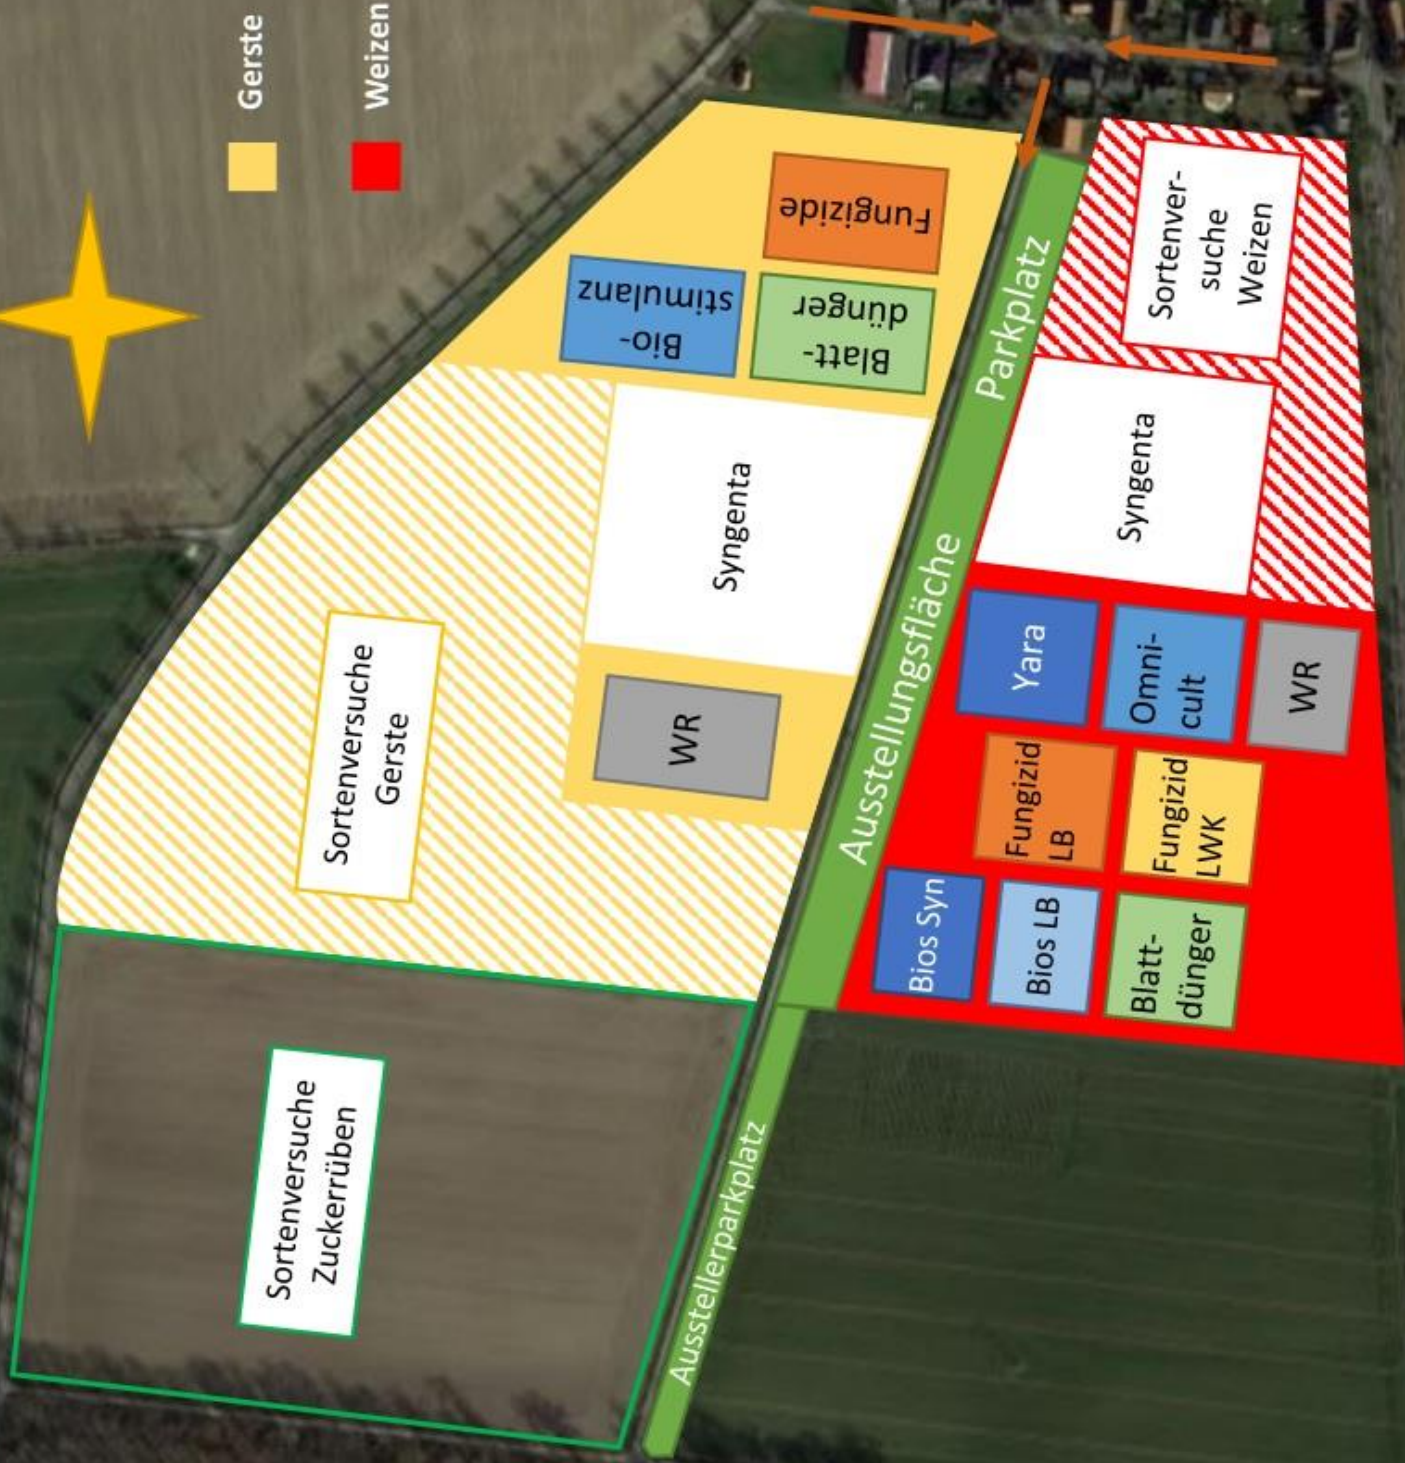 Gerste
Weizen
Fungizide
Bio-
stimulanz
Blatt-
dünger
Syngenta
WR
Sortenversuche
Gerste
Sortenversuche
Zuckerrüben
Parkplatz
Ausstellungsfläche
Ausstellerparkplatz
Sortenver-
suche
Weizen
Syngenta
Yara
Omni-
cult
WR
Fungizid
LB
Fungizid
LWK
Bios Syn
Bios LB
Blatt-
dünger